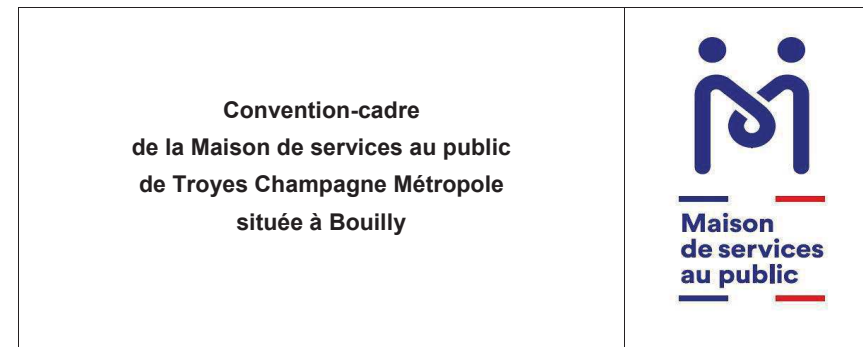 Convention-cadre
de la Maison de services au public
de Troyes Champagne Métropole
située à Bouilly
Maison
de services
au public